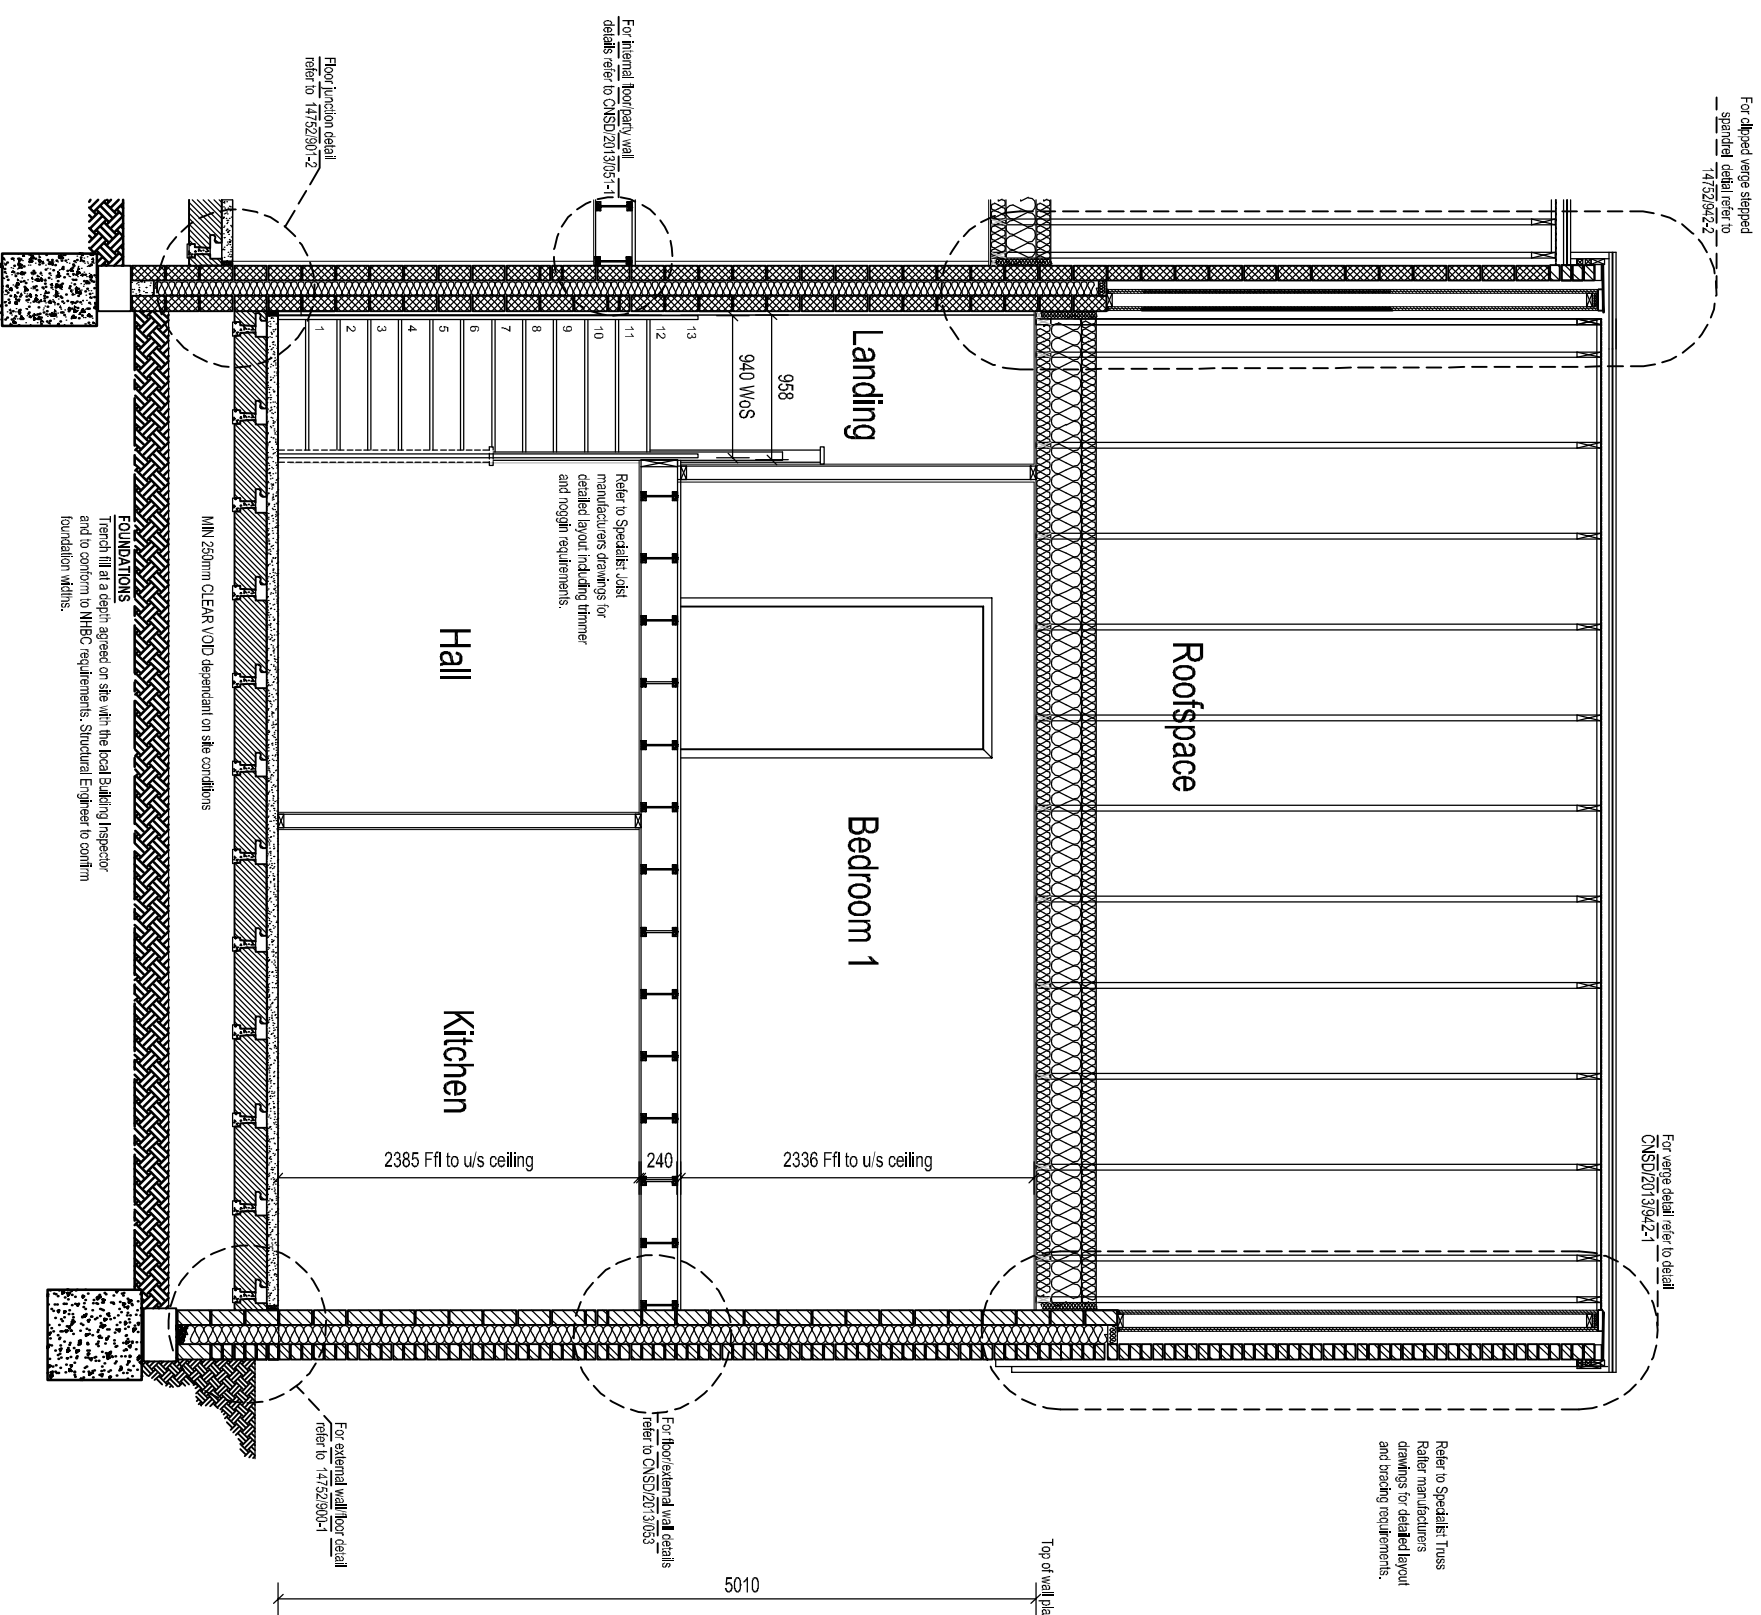 For clipped verge stepped
spandrel detial refer to
14752/942-2
For verge detail refer to detail
CNSD/2013/942-1
Refer to Specialist Truss
Rafter manufacturers
drawings for detailed layout
and bracing requirements.
Roofspace
Top of wall pla
Landing
Bedroom 1
958
940 WoS
2336 Ffl to u/s ceiling
240
2385 Ffl to u/s ceiling
5010
For internal floor/party wall
details refer to CNSD/2013/051-1
Refer to Specialist Joist
manufacturers drawings for
detailed layout including trimmer
and noggin requirements.
For floor/external wall details
refer to CNSD/2013/053
13
12
11
10
9
8
7
6
5
4
3
2
1
Hall
Kitchen
Floor junction detail
refer to 14752/901-2
For external wall/floor detail
refer to 14752/900-1
MIN 250mm CLEAR VOID dependant on site conditions
FOUNDATIONS
Trench fill at a depth agreed on site with the local Building Inspector
and to conform to NHBC requirements. Structural Engineer to confirm
foundation widths.